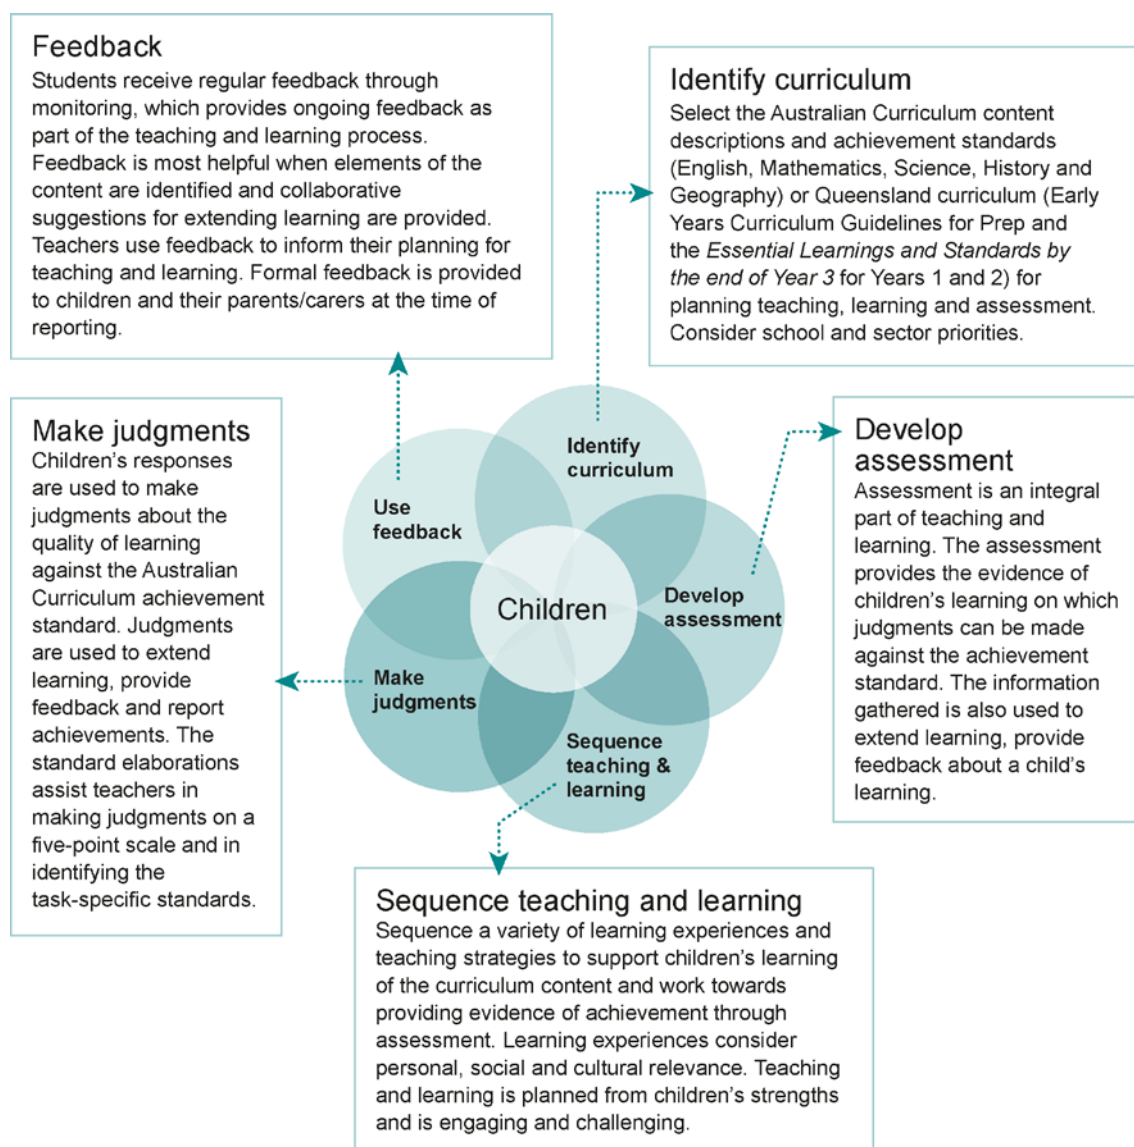 Feedback
Students receive regular feedback through
monitoring, which provides ongoing feedback as
part of the teaching and learning process.
Feedback is most helpful when elements of the
content are identified and collaborative
suggestions for extending learning are provided.
Teachers use feedback to inform their planning for
teaching and learning. Formal feedback is provided
to children and their parents/carers at the time of
reporting.
Identify curriculum
Select the Australian Curriculum content
descriptions and achievement standards
(English, Mathematics, Science, History and
Geography) or Queensland curriculum (Early
Years Curriculum Guidelines for Prep and
the Essential Learnings and Standards by
the end of Year 3 for Years 1 and 2) for
planning teaching, learning and assessment.
Consider school and sector priorities.
Make judgments
Children's responses
are used to make
judgments about the
quality of learning
against the Australian
Curriculum achievement
standard. Judgments
are used to extend
learning, provide
feedback and report
achievements. The
standard elaborations
assist teachers in
making judgments on a
five-point scale and in
identifying the
task-specific standards.
Use
feedback
Identify
curriculum
Children
Develop
assessment
Make
judgments
Sequence
teaching &
learning
Develop
assessment
Assessment is an integral
part of teaching and
learning. The assessment
provides the evidence of
children's learning on which
judgments can be made
against the achievement
standard. The information
gathered is also used to
extend learning, provide
feedback about a child's
learning.
Sequence teaching and learning
Sequence a variety of learning experiences and
teaching strategies to support children's learning
of the curriculum content and work towards
providing evidence of achievement through
assessment. Learning experiences consider
personal, social and cultural relevance. Teaching
and learning is planned from children's strengths
and is engaging and challenging.